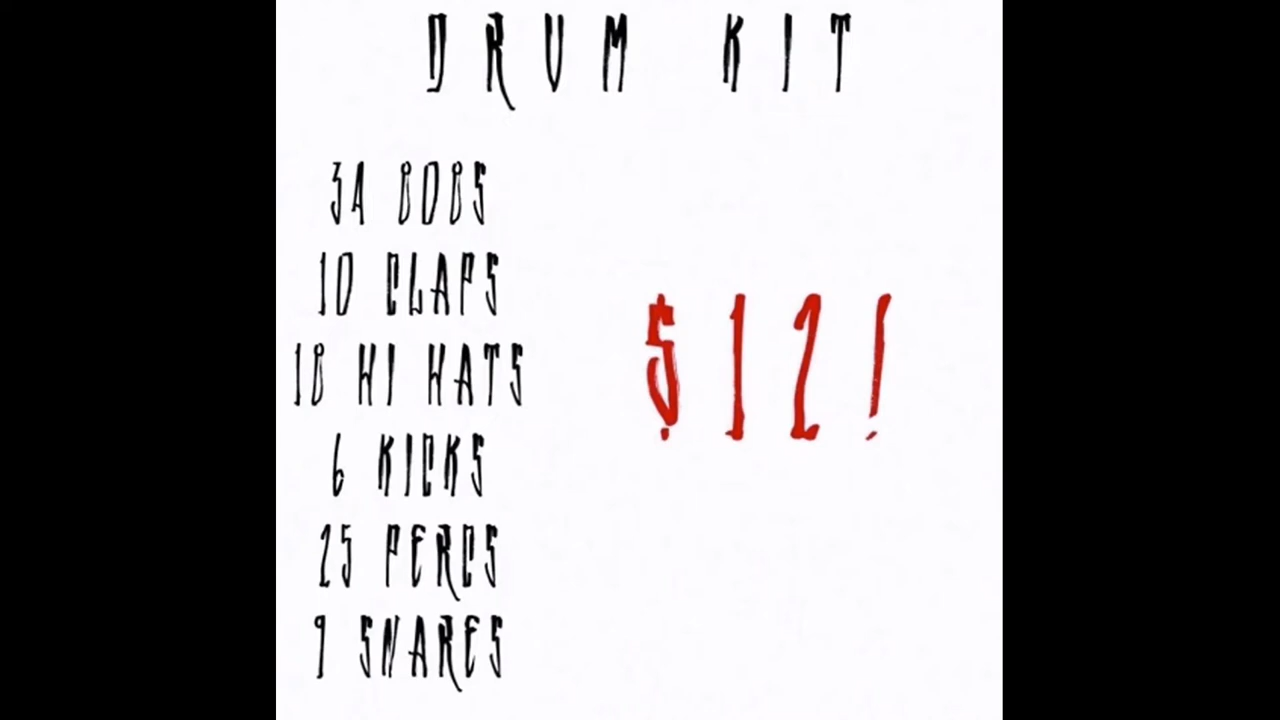 DRUM KIT
34 808S
10 CLAPS
18 HI HATS
6 KICKS
25 PERCS
9 SNARES
$12!